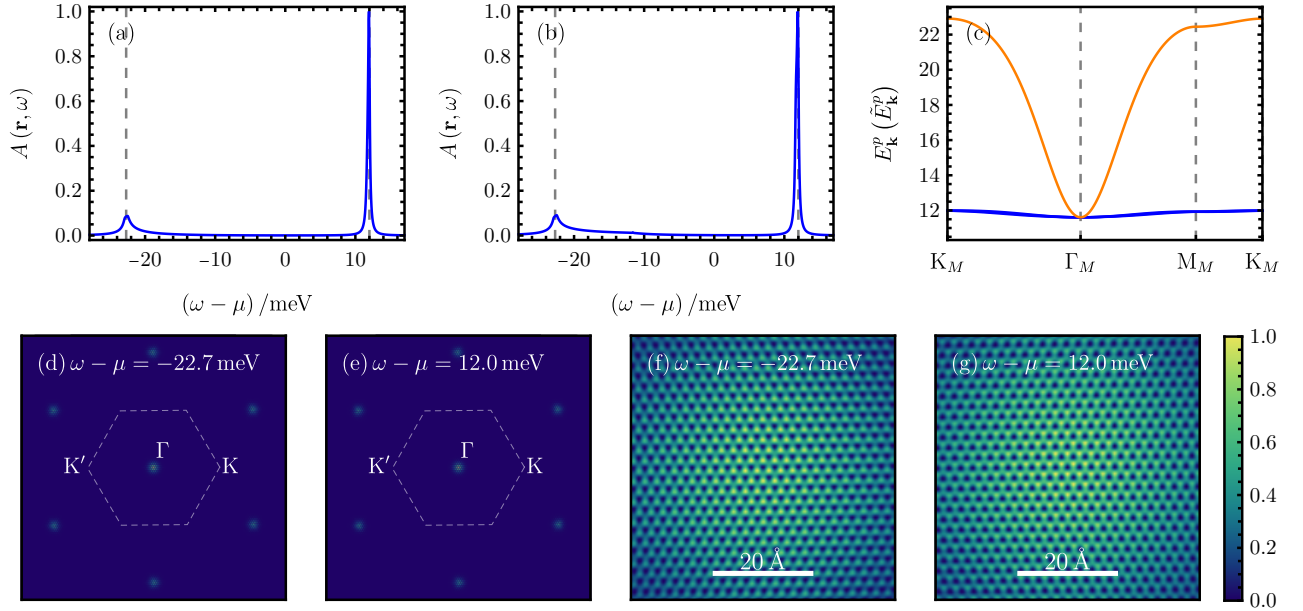 (a)
A (r, ω)
1.0
0.8
0.6
0.4
0.2
0.0
−20
−10
0
10
(ω − μ) /meV
(b)
A (r, ω)
1.0
0.8
0.6
0.4
0.2
0.0
−20
−10
0
10
(ω − μ) /meV
(c)
E_k^p (Ẽ_k^p)
22
20
18
16
14
12
K_M
Γ_M
M_M
K_M
(d) ω − μ = −22.7 meV
Γ
K′
K
(e) ω − μ = 12.0 meV
Γ
K′
K
(f) ω − μ = −22.7 meV
20 Å
(g) ω − μ = 12.0 meV
20 Å
1.0
0.8
0.6
0.4
0.2
0.0